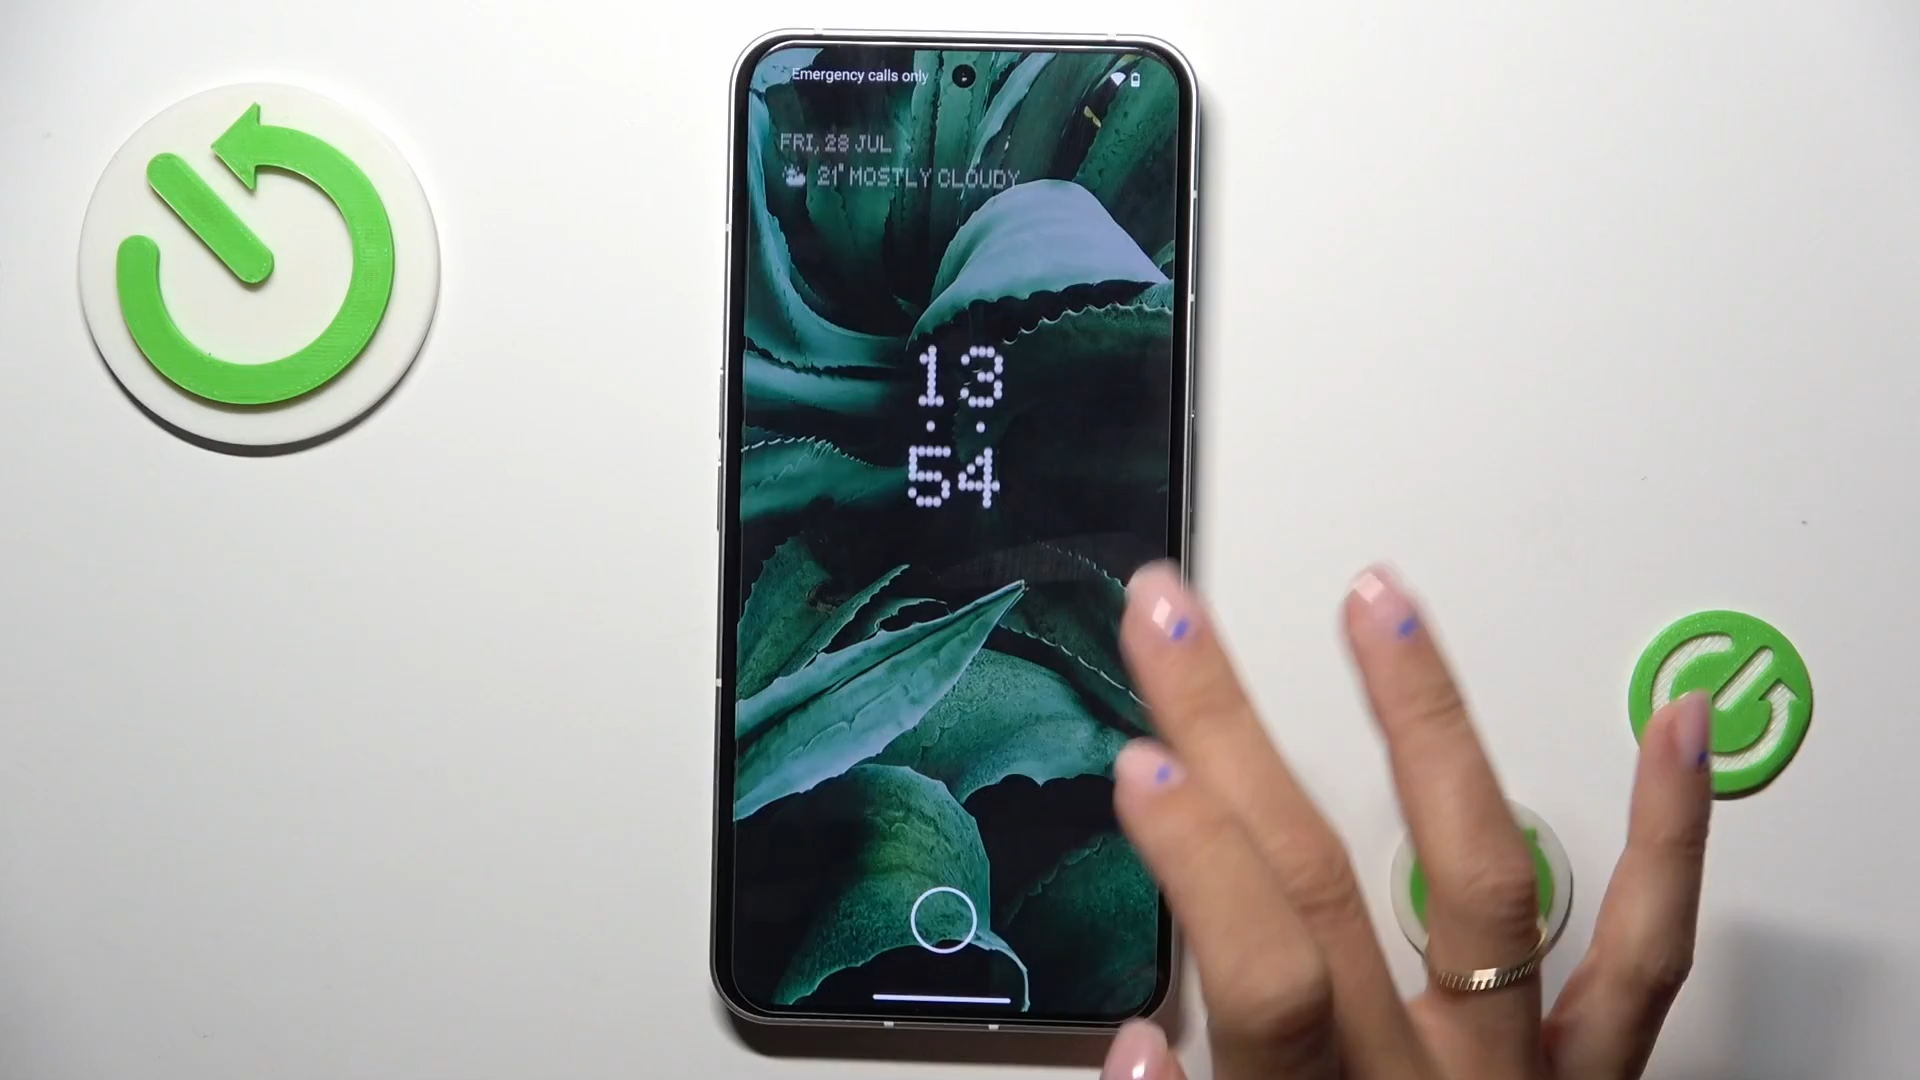 Emergency calls only
FRI, 28 JUL
21° MOSTLY CLOUDY
13
54